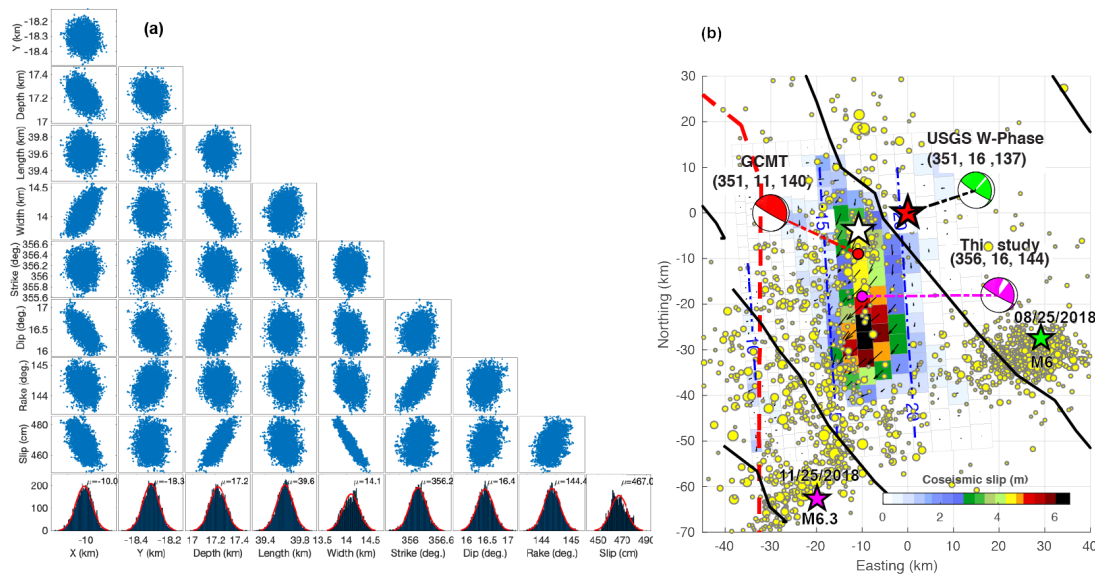 (a)
Y (km)
-18.2
-18.3
-18.4
Depth (km)
17.4
17.2
17
Length (km)
39.8
39.6
39.4
Width (km)
14.5
14
Strike (deg.)
356.6
356.4
356.2
356
355.8
355.6
Dip (deg.)
17
16.5
16
Rake (deg.)
145
144
Slip (cm)
480
460
200
100
0
μ=-10.0
μ=-18.3
μ=17.2
μ=39.6
μ=14.1
μ=356.2
μ=16.4
μ=144.4
μ=467.0
-10
-18.4 -18.2
17 17.2 17.4
39.4 39.8
13.5 14 14.5
356 356.6
16 16.5 17
144 145
450 470 490
X (km)
Y (km)
Depth (km)
Length (km)
Width (km)
Strike (deg.)
Dip (deg.)
Rake (deg.)
Slip (cm)
(b)
Northing (km)
30
20
10
0
-10
-20
-30
-40
-50
-60
-70
GCMT
(351, 11, 140)
USGS W-Phase
(351, 16 ,137)
This study
(356, 16, 144)
15
20
10
20
08/25/2018
M6
11/25/2018
M6.3
Coseismic slip (m)
0 2 4 6
-40 -30 -20 -10 0 10 20 30 40
Easting (km)